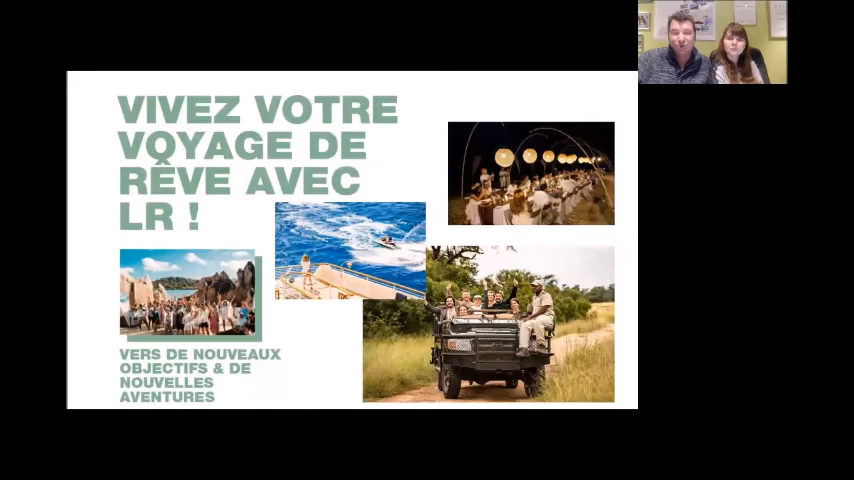 VIVEZ VOTRE
VOYAGE DE
RÊVE AVEC
LR !
VERS DE NOUVEAUX
OBJECTIFS & DE
NOUVELLES
AVENTURES